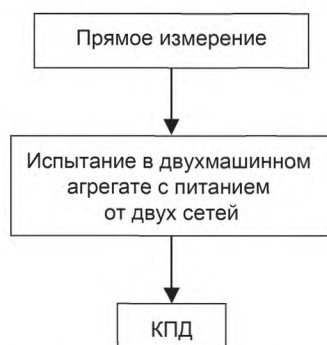 Прямое измерение
Испытание в двухмашинном
агрегате с питанием
от двух сетей
КПД